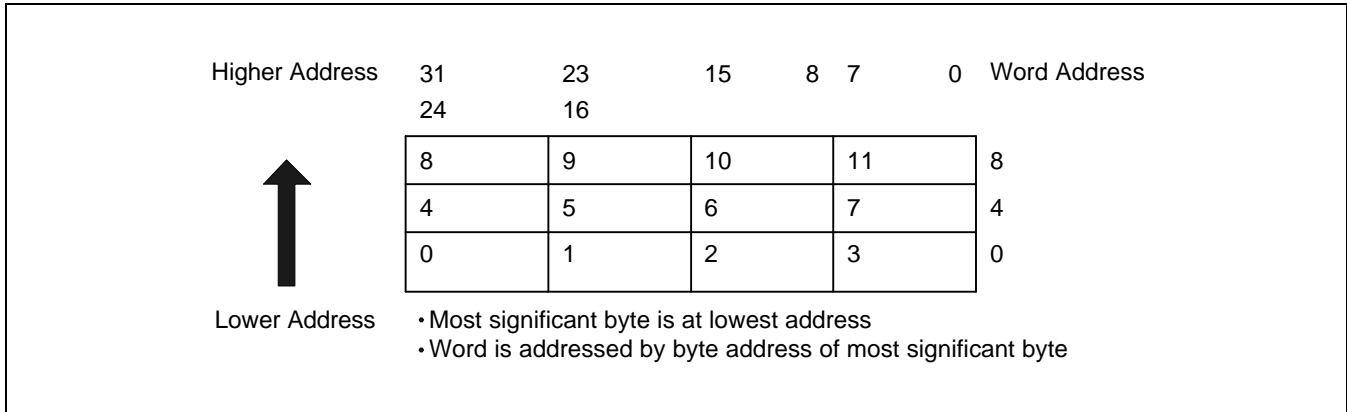 Higher Address 31 23 15 8 7 0 Word Address
24 16
8 9 10 11 8
4 5 6 7 4
0 1 2 3 0
Lower Address • Most significant byte is at lowest address
• Word is addressed by byte address of most significant byte